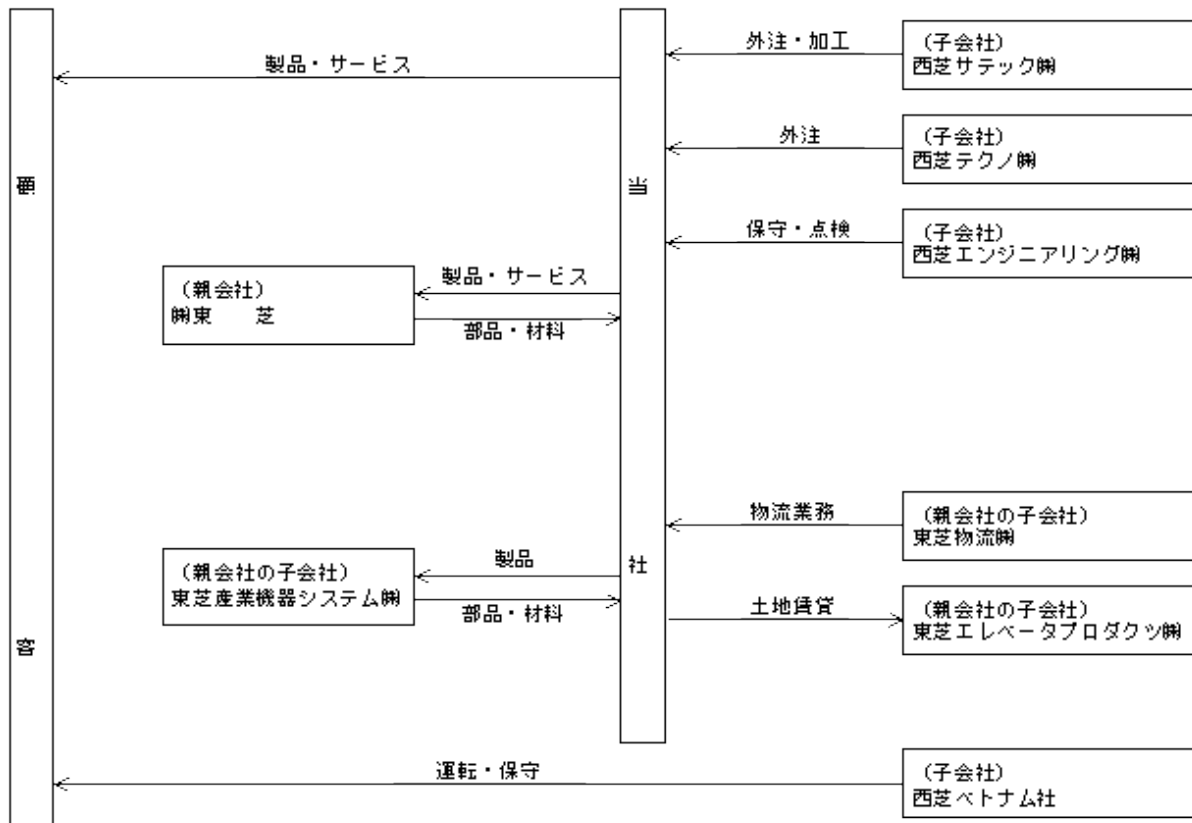 外注・加工
(子会社)
西芝サテック㈱
製品・サービス
外注
(子会社)
西芝テクノ㈱
顧
当
保守・点検
(子会社)
西芝エンジニアリング㈱
製品・サービス
(親会社)
㈱東　芝
部品・材料
物流業務
(親会社の子会社)
東芝物流㈱
製品
社
(親会社の子会社)
東芝産業機器システム㈱
部品・材料
土地賃貸
(親会社の子会社)
東芝エレベータプロダクツ㈱
客
運転・保守
(子会社)
西芝ベトナム社